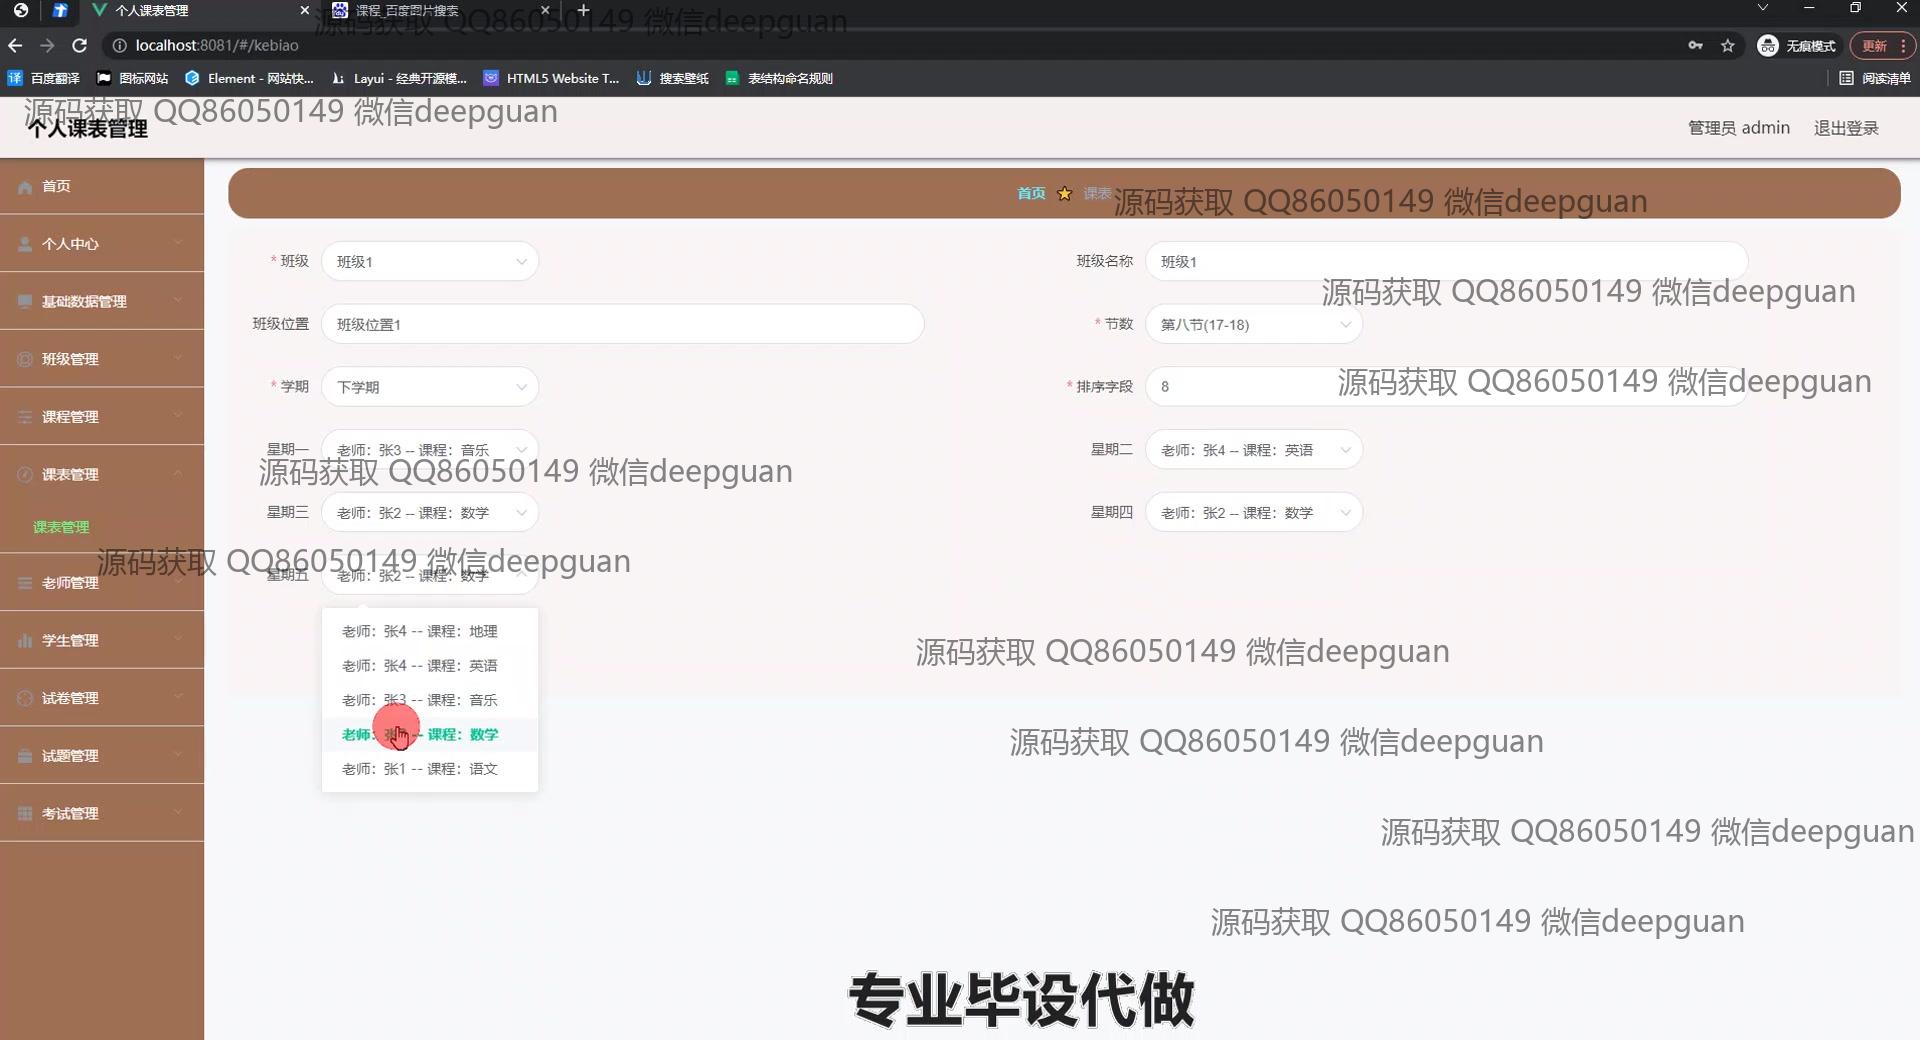 个人课表管理
课程_百度图片搜索
源码获取 QQ86050149 微信deepguan
localhost:8081/#/kebiao
无痕模式
更新
百度翻译
图标网站
Element - 网站快...
Layui - 经典开源模...
HTML5 Website T...
搜索壁纸
表结构命名规则
阅读清单
源码获取 QQ86050149 微信deepguan
个人课表管理
管理员 admin
退出登录
首页
个人中心
基础数据管理
班级管理
课程管理
课表管理
课表管理
老师管理
学生管理
试卷管理
试题管理
考试管理
首页 课表
源码获取 QQ86050149 微信deepguan
* 班级 班级1
班级名称 班级1
源码获取 QQ86050149 微信deepguan
班级位置 班级位置1
* 节数 第八节(17-18)
* 学期 下学期
* 排序字段 8
源码获取 QQ86050149 微信deepguan
星期一 老师：张3 -- 课程：音乐
星期二 老师：张4 -- 课程：英语
源码获取 QQ86050149 微信deepguan
星期三 老师：张2 -- 课程：数学
星期四 老师：张2 -- 课程：数学
源码获取 QQ86050149 微信deepguan
星期五 老师：张2 -- 课程：数学
老师：张4 -- 课程：地理
老师：张4 -- 课程：英语
老师：张3 -- 课程：音乐
老师：张2 -- 课程：数学
老师：张1 -- 课程：语文
源码获取 QQ86050149 微信deepguan
源码获取 QQ86050149 微信deepguan
源码获取 QQ86050149 微信deepguan
源码获取 QQ86050149 微信deepguan
专业毕设代做